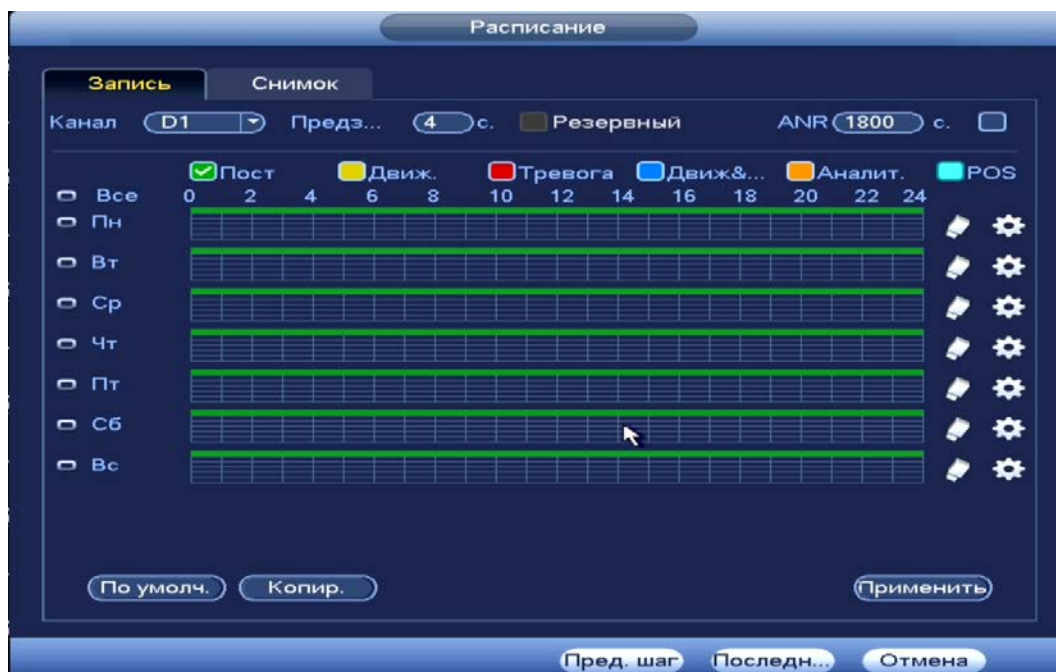 Расписание
Запись Снимок
Канал D1 Предз... 4 с. Резервный ANR 1800 с.
Пост Движ. Тревога Движ&... Аналит. POS
Все 0 2 4 6 8 10 12 14 16 18 20 22 24
Пн
Вт
Ср
Чт
Пт
Сб
Вс
По умолч. Копир. Применить
Пред. шаг Последн... Отмена